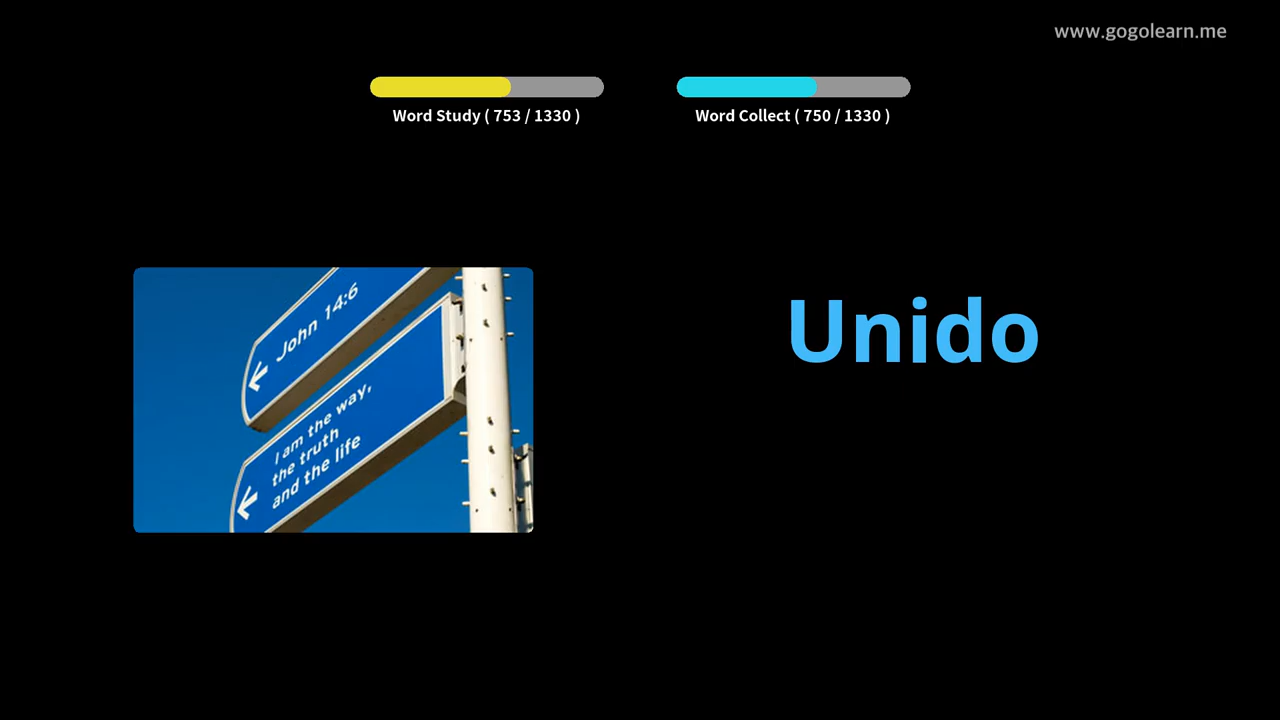 www.gogolearn.me
Word Study ( 753 / 1330 )
Word Collect ( 750 / 1330 )
John 14:6
I am the way,
the truth
and the life
Unido